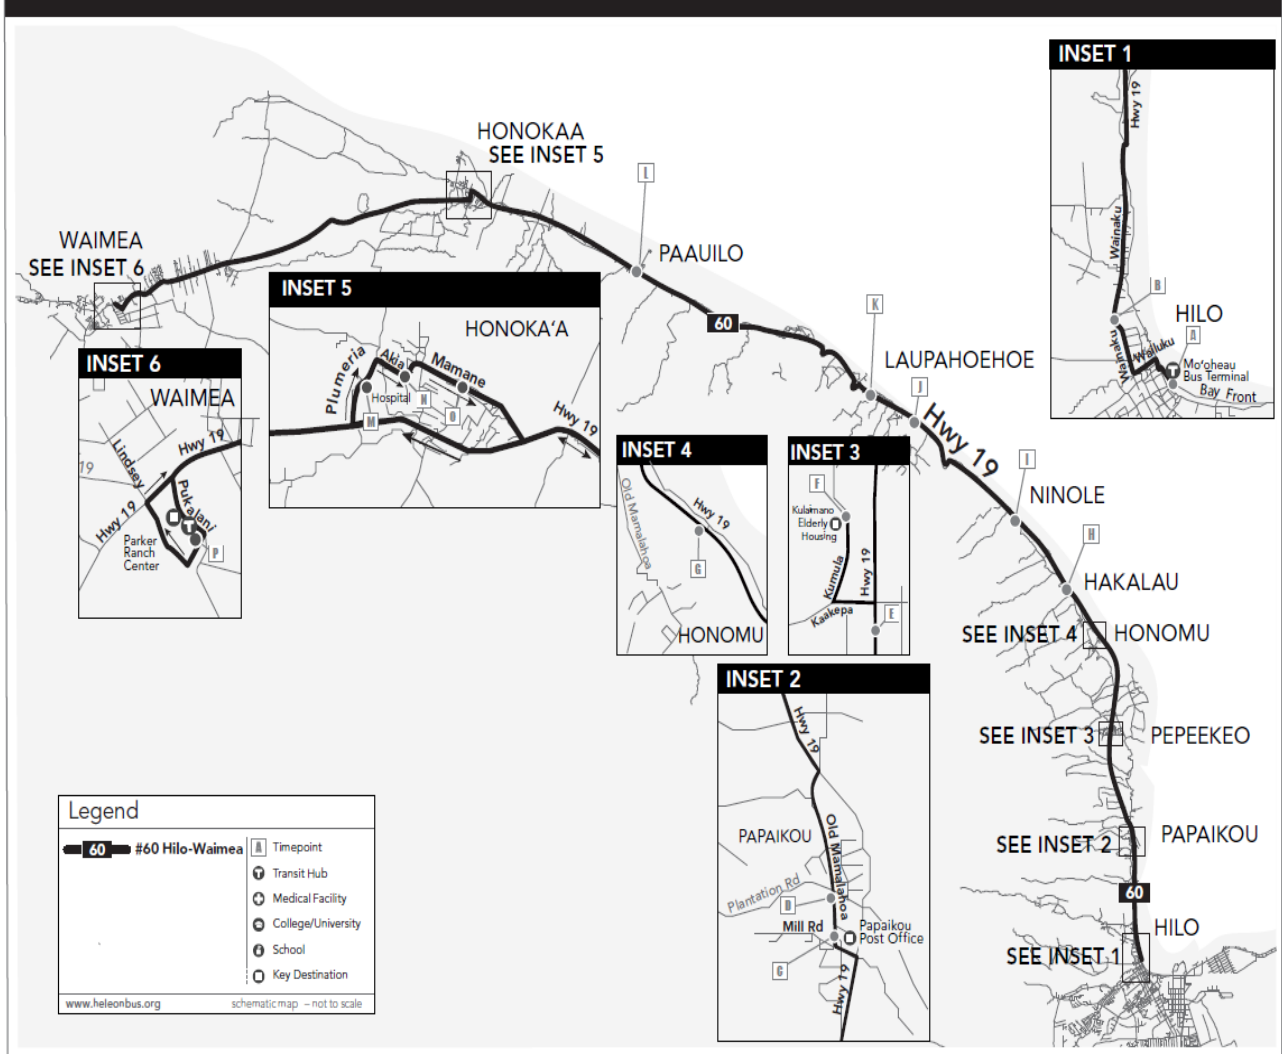 INSET 1
Hwy 19
Wainaku
B
HILO
A
Wainaku
Wailuku
Mo'oheau
Bus Terminal
Bay Front
HONOKAA
SEE INSET 5
L
WAIMEA
SEE INSET 6
PAAUILO
60
K
LAUPAHOEHOE
J
Hwy 19
I
NINOLE
H
HAKALAU
SEE INSET 4
HONOMU
SEE INSET 3
PEPEEKEO
SEE INSET 2
PAPAIKOU
60
HILO
SEE INSET 1
INSET 5
HONOKA'A
Plumeria
Akia
Mamane
Hospital
N
M
O
Hwy 19
INSET 6
WAIMEA
Lindsey
Hwy 19
19
Pukalani
Hwy 19
Parker
Ranch
Center
P
INSET 4
Old Mamalahoa
Hwy 19
G
HONOMU
INSET 3
F
Kulaimano
Elderly
Housing
Kumula
Hwy 19
Kaakepa
E
INSET 2
Hwy 19
PAPAIKOU
Old Mamalahoa
Plantation Rd
D
Mill Rd
Papaikou
Post Office
G
Hwy 19
Legend
60 #60 Hilo-Waimea
A Timepoint
Transit Hub
Medical Facility
College/University
School
Key Destination
www.heleonbus.org
schematic map – not to scale